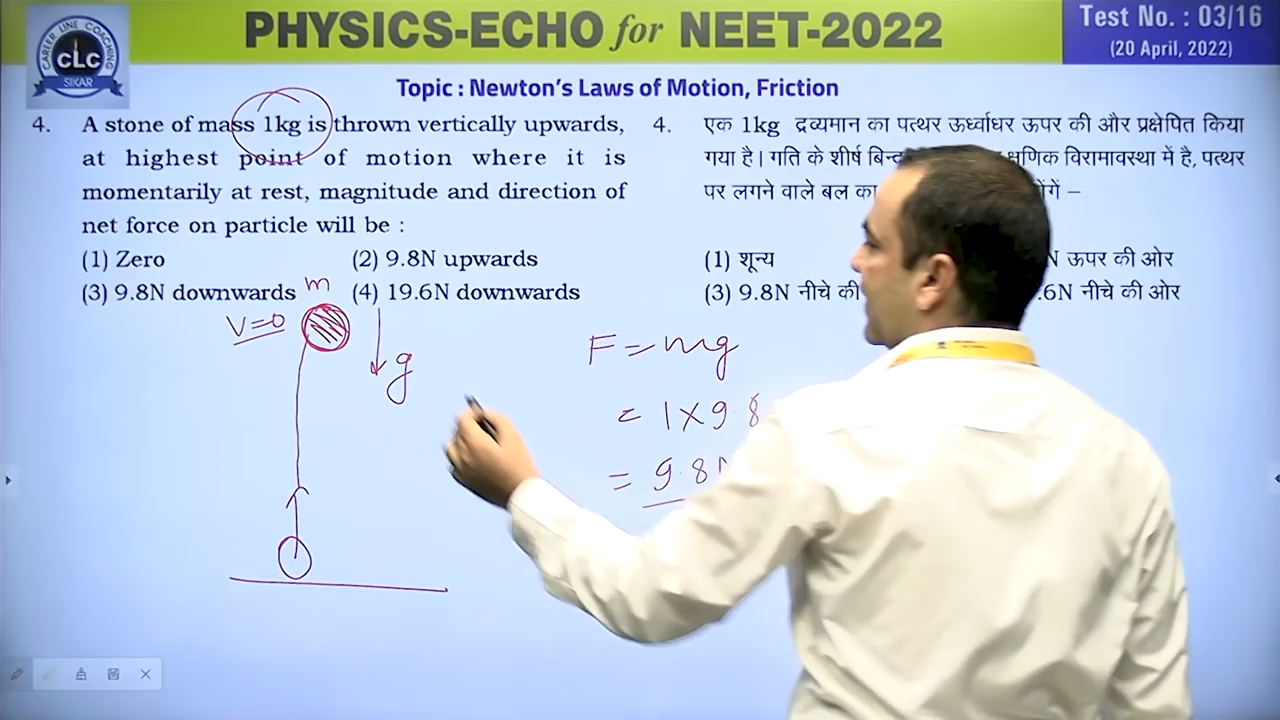 PHYSICS-ECHO for NEET-2022
Test No. : 03/16
(20 April, 2022)
CAREER LINE COACHING
CLC
SIKAR
Topic : Newton's Laws of Motion, Friction
4. A stone of mass 1kg is thrown vertically upwards,
at highest point of motion where it is
momentarily at rest, magnitude and direction of
net force on particle will be :
(1) Zero (2) 9.8N upwards
(3) 9.8N downwards (4) 19.6N downwards
4. एक 1kg द्रव्यमान का पत्थर ऊर्ध्वाधर ऊपर की और प्रक्षेपित किया
गया है। गति के शीर्ष क्षणिक विरामावस्था में है, पत्थर
पर लगने वाले बल का
(1) शून्य N ऊपर की ओर
(3) 9.8N नीचे की .6N नीचे की ओर
m
v=0
g
F = mg
= 1 × 9.8
= 9.8N